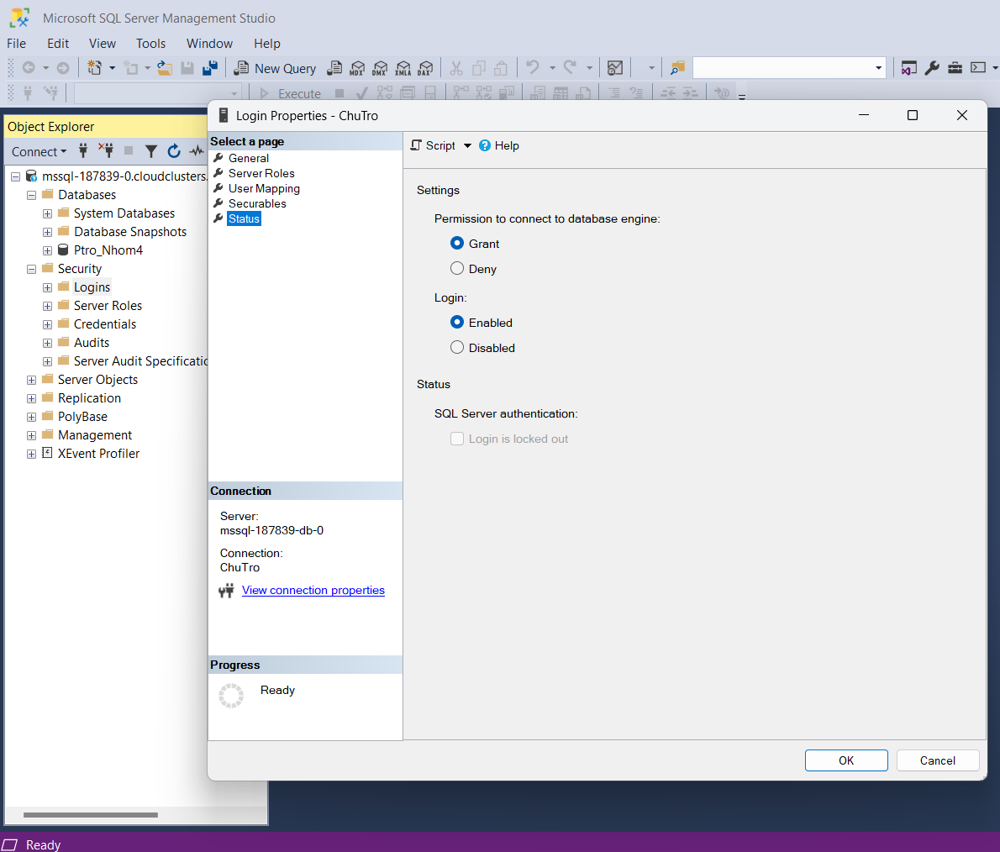 Microsoft SQL Server Management Studio
File Edit View Tools Window Help
New Query MDX DMX XMLA DAX
Execute
Object Explorer
Connect
mssql-187839-0.cloudclusters.
Databases
System Databases
Database Snapshots
Ptro_Nhom4
Security
Logins
Server Roles
Credentials
Audits
Server Audit Specificatio
Server Objects
Replication
PolyBase
Management
XEvent Profiler
Login Properties - ChuTro
Select a page
General
Server Roles
User Mapping
Securables
Status
Connection
Server:
mssql-187839-db-0
Connection:
ChuTro
View connection properties
Progress
Ready
Script Help
Settings
Permission to connect to database engine:
Grant
Deny
Login:
Enabled
Disabled
Status
SQL Server authentication:
Login is locked out
OK Cancel
Ready